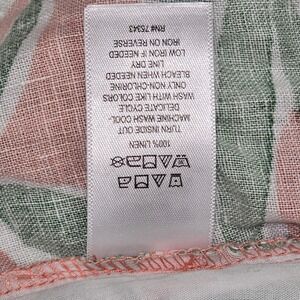 100% LINEN
TURN INSIDE OUT
MACHINE WASH COOL
DELICATE CYCLE
WASH WITH LIKE COLORS
ONLY NON-CHLORINE
BLEACH WHEN NEEDED
LINE DRY
LOW IRON IF NEEDED
IRON ON REVERSE
RN# 75343